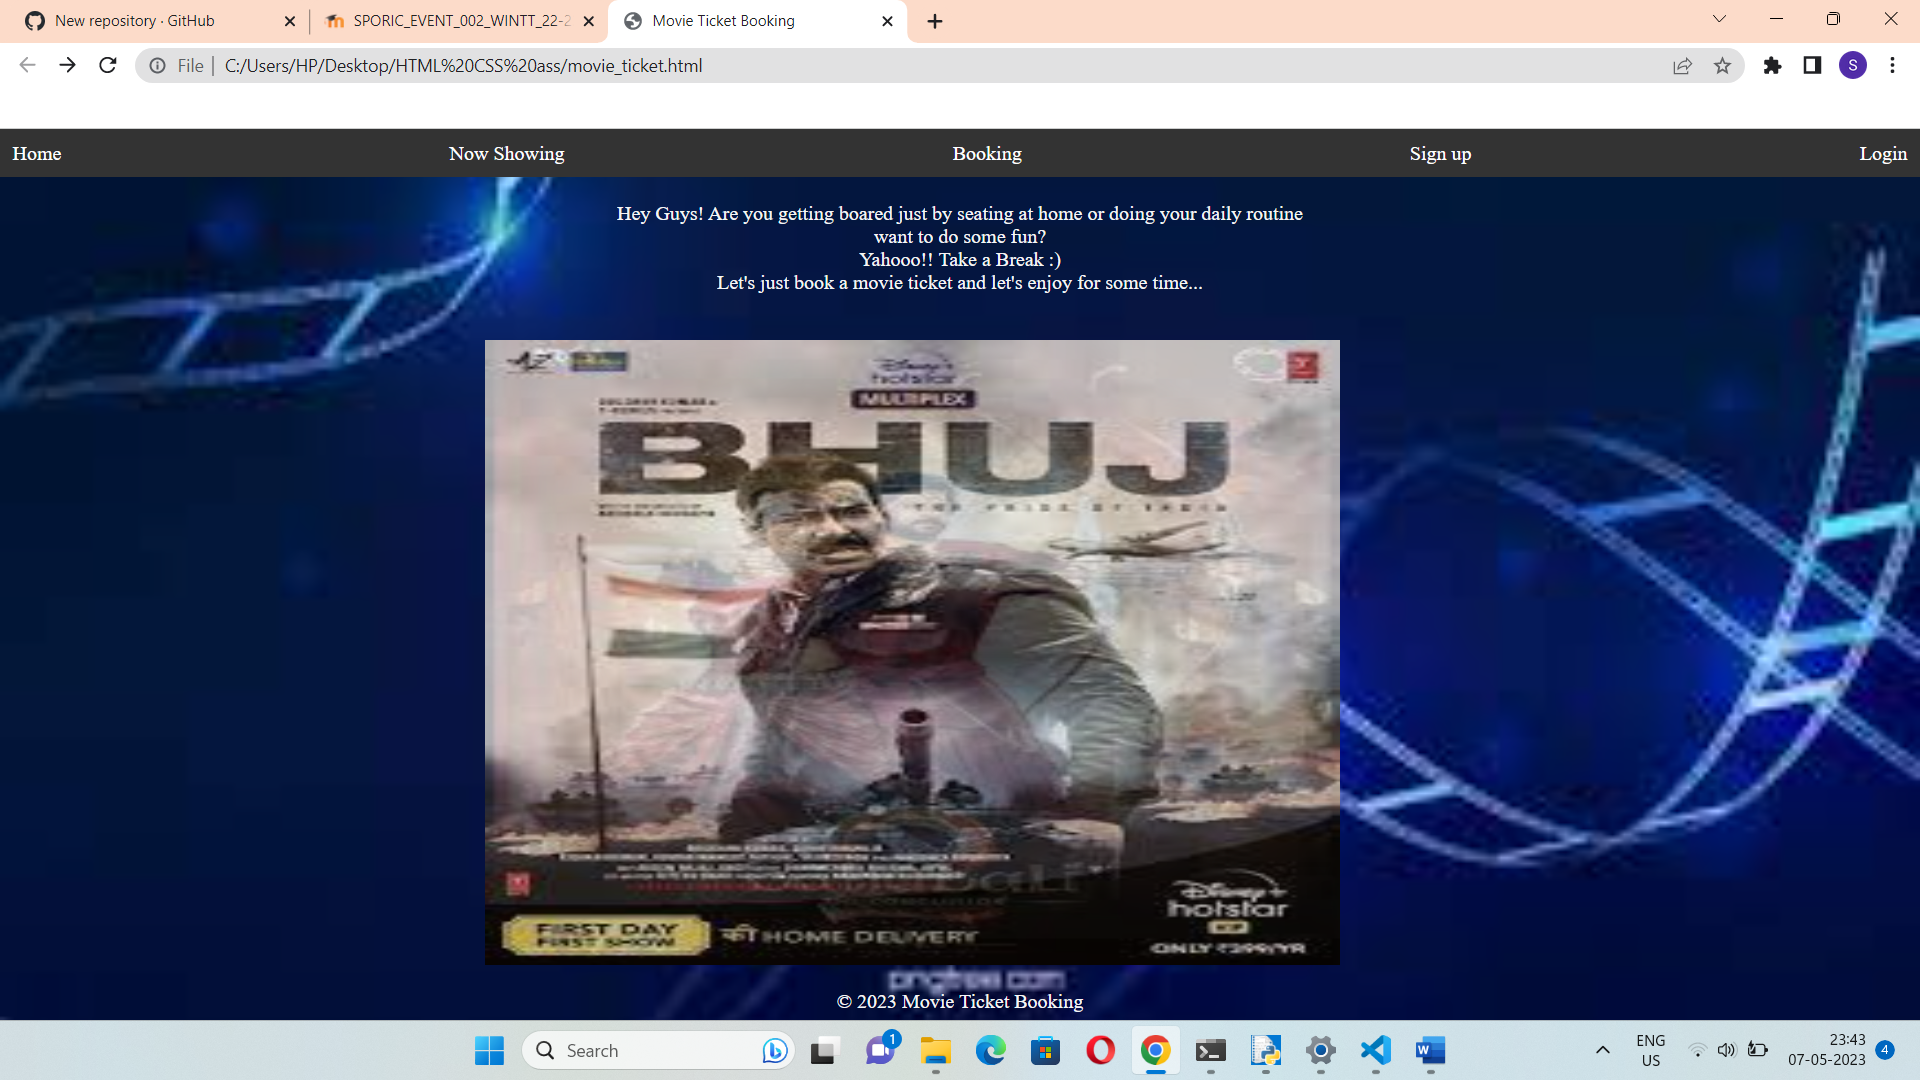 New repository · GitHub
SPORIC_EVENT_002_WINTT_22-2
Movie Ticket Booking
File
C:/Users/HP/Desktop/HTML%20CSS%20ass/movie_ticket.html
S
Home
Now Showing
Booking
Sign up
Login
Hey Guys! Are you getting boared just by seating at home or doing your daily routine
want to do some fun?
Yahooo!! Take a Break :)
Let's just book a movie ticket and let's enjoy for some time...
Disney+
hotstar
MULTIPLEX
BHUJ
THE PRIDE OF INDIA
Disney+
hotstar
VIP
ONLY ₹399/YR
FIRST DAY
FIRST SHOW
की HOME DELIVERY
pngtree.com
© 2023 Movie Ticket Booking
Search
1
ENG
US
23:43
07-05-2023
4